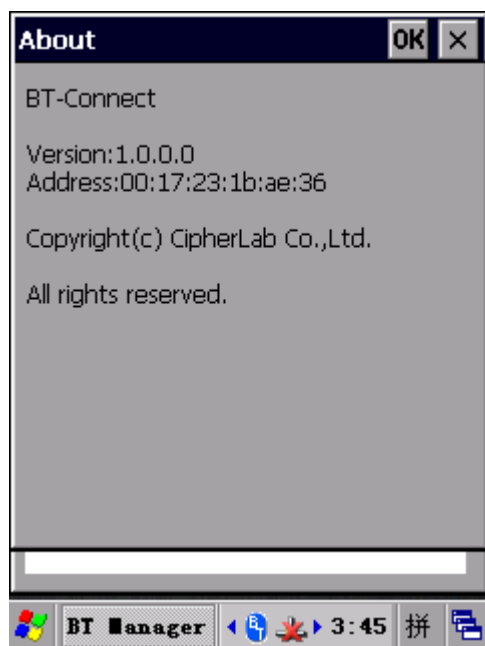 About OK ×
BT-Connect
Version:1.0.0.0
Address:00:17:23:1b:ae:36
Copyright(c) CipherLab Co.,Ltd.
All rights reserved.
BT Manager 3:45 拼